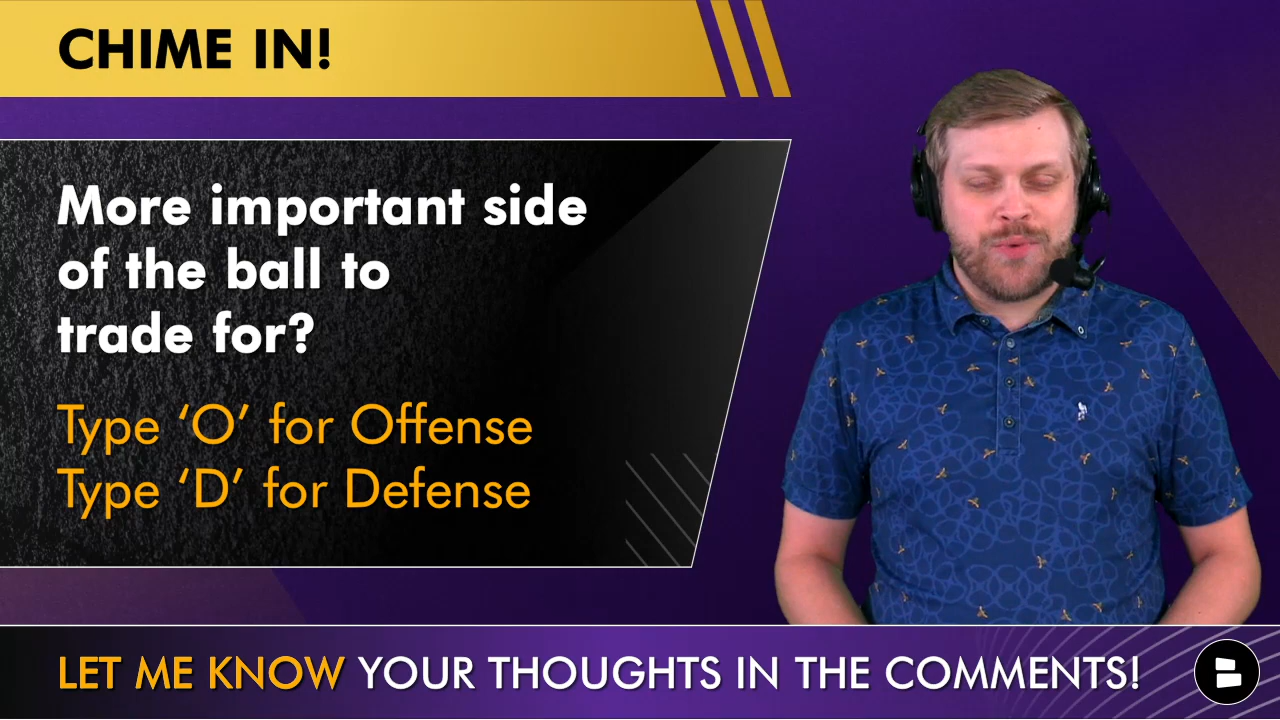 CHIME IN!
More important side
of the ball to
trade for?
Type ‘O’ for Offense
Type ‘D’ for Defense
LET ME KNOW YOUR THOUGHTS IN THE COMMENTS!